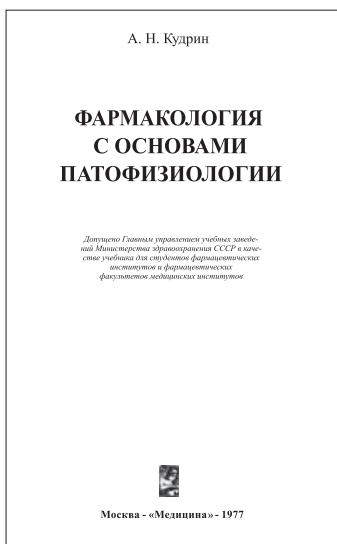 А. Н. Кудрин
ФАРМАКОЛОГИЯ
С ОСНОВАМИ
ПАТОФИЗИОЛОГИИ
Допущено Главным управлением учебных заведе-
ний Министерства здравоохранения СССР в каче-
стве учебника для студентов фармацевтических
институтов и фармацевтических
факультетов медицинских институтов
Москва - «Медицина» - 1977